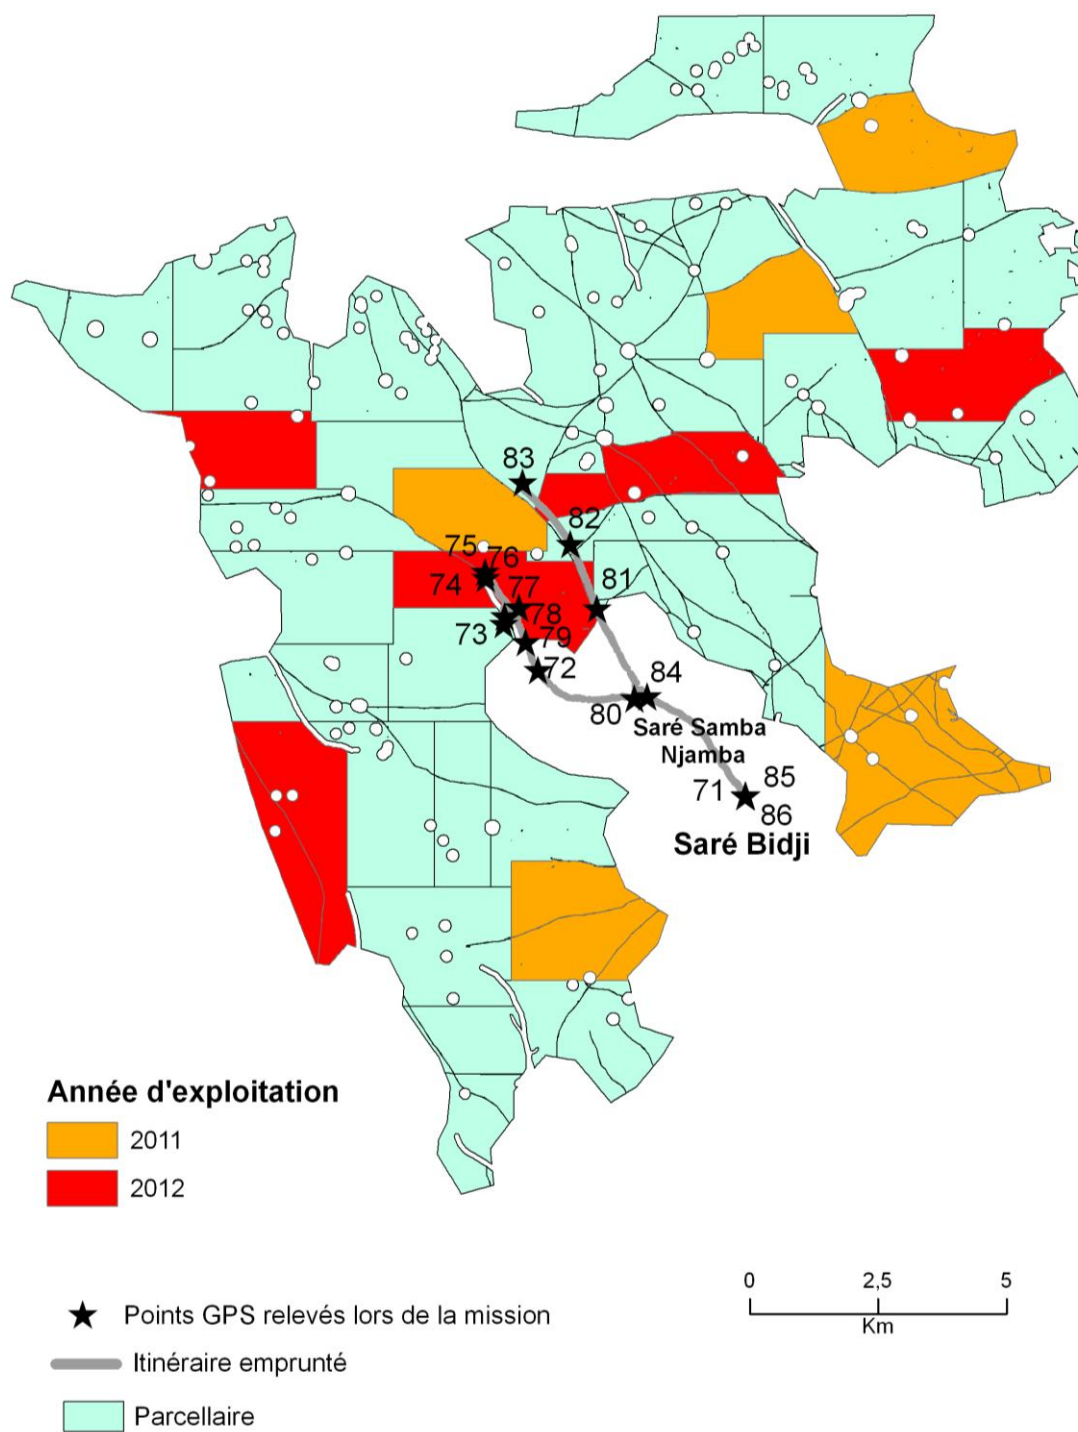 83
82
75
76
74
77
81
78
73
79
72
84
80
Saré Samba
Njamba
71
85
86
Saré Bidji
Année d'exploitation
2011
2012
0 2,5 5
Km
Points GPS relevés lors de la mission
Itinéraire emprunté
Parcellaire